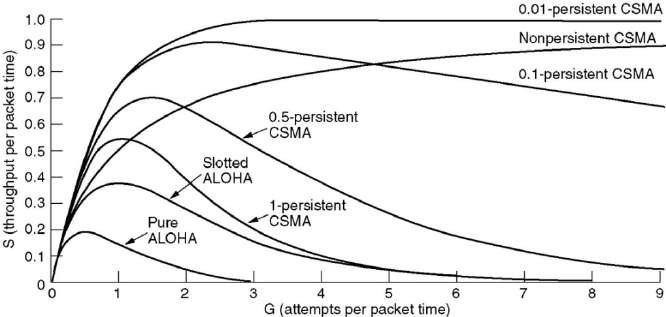 0.01-persistent CSMA
Nonpersistent CSMA
0.1-persistent CSMA
0.5-persistent
CSMA
Slotted
ALOHA
1-persistent
CSMA
Pure
ALOHA
S (throughput per packet time)
1.0
0.9
0.8
0.7
0.6
0.5
0.4
0.3
0.2
0.1
0
0 1 2 3 4 5 6 7 8 9
G (attempts per packet time)